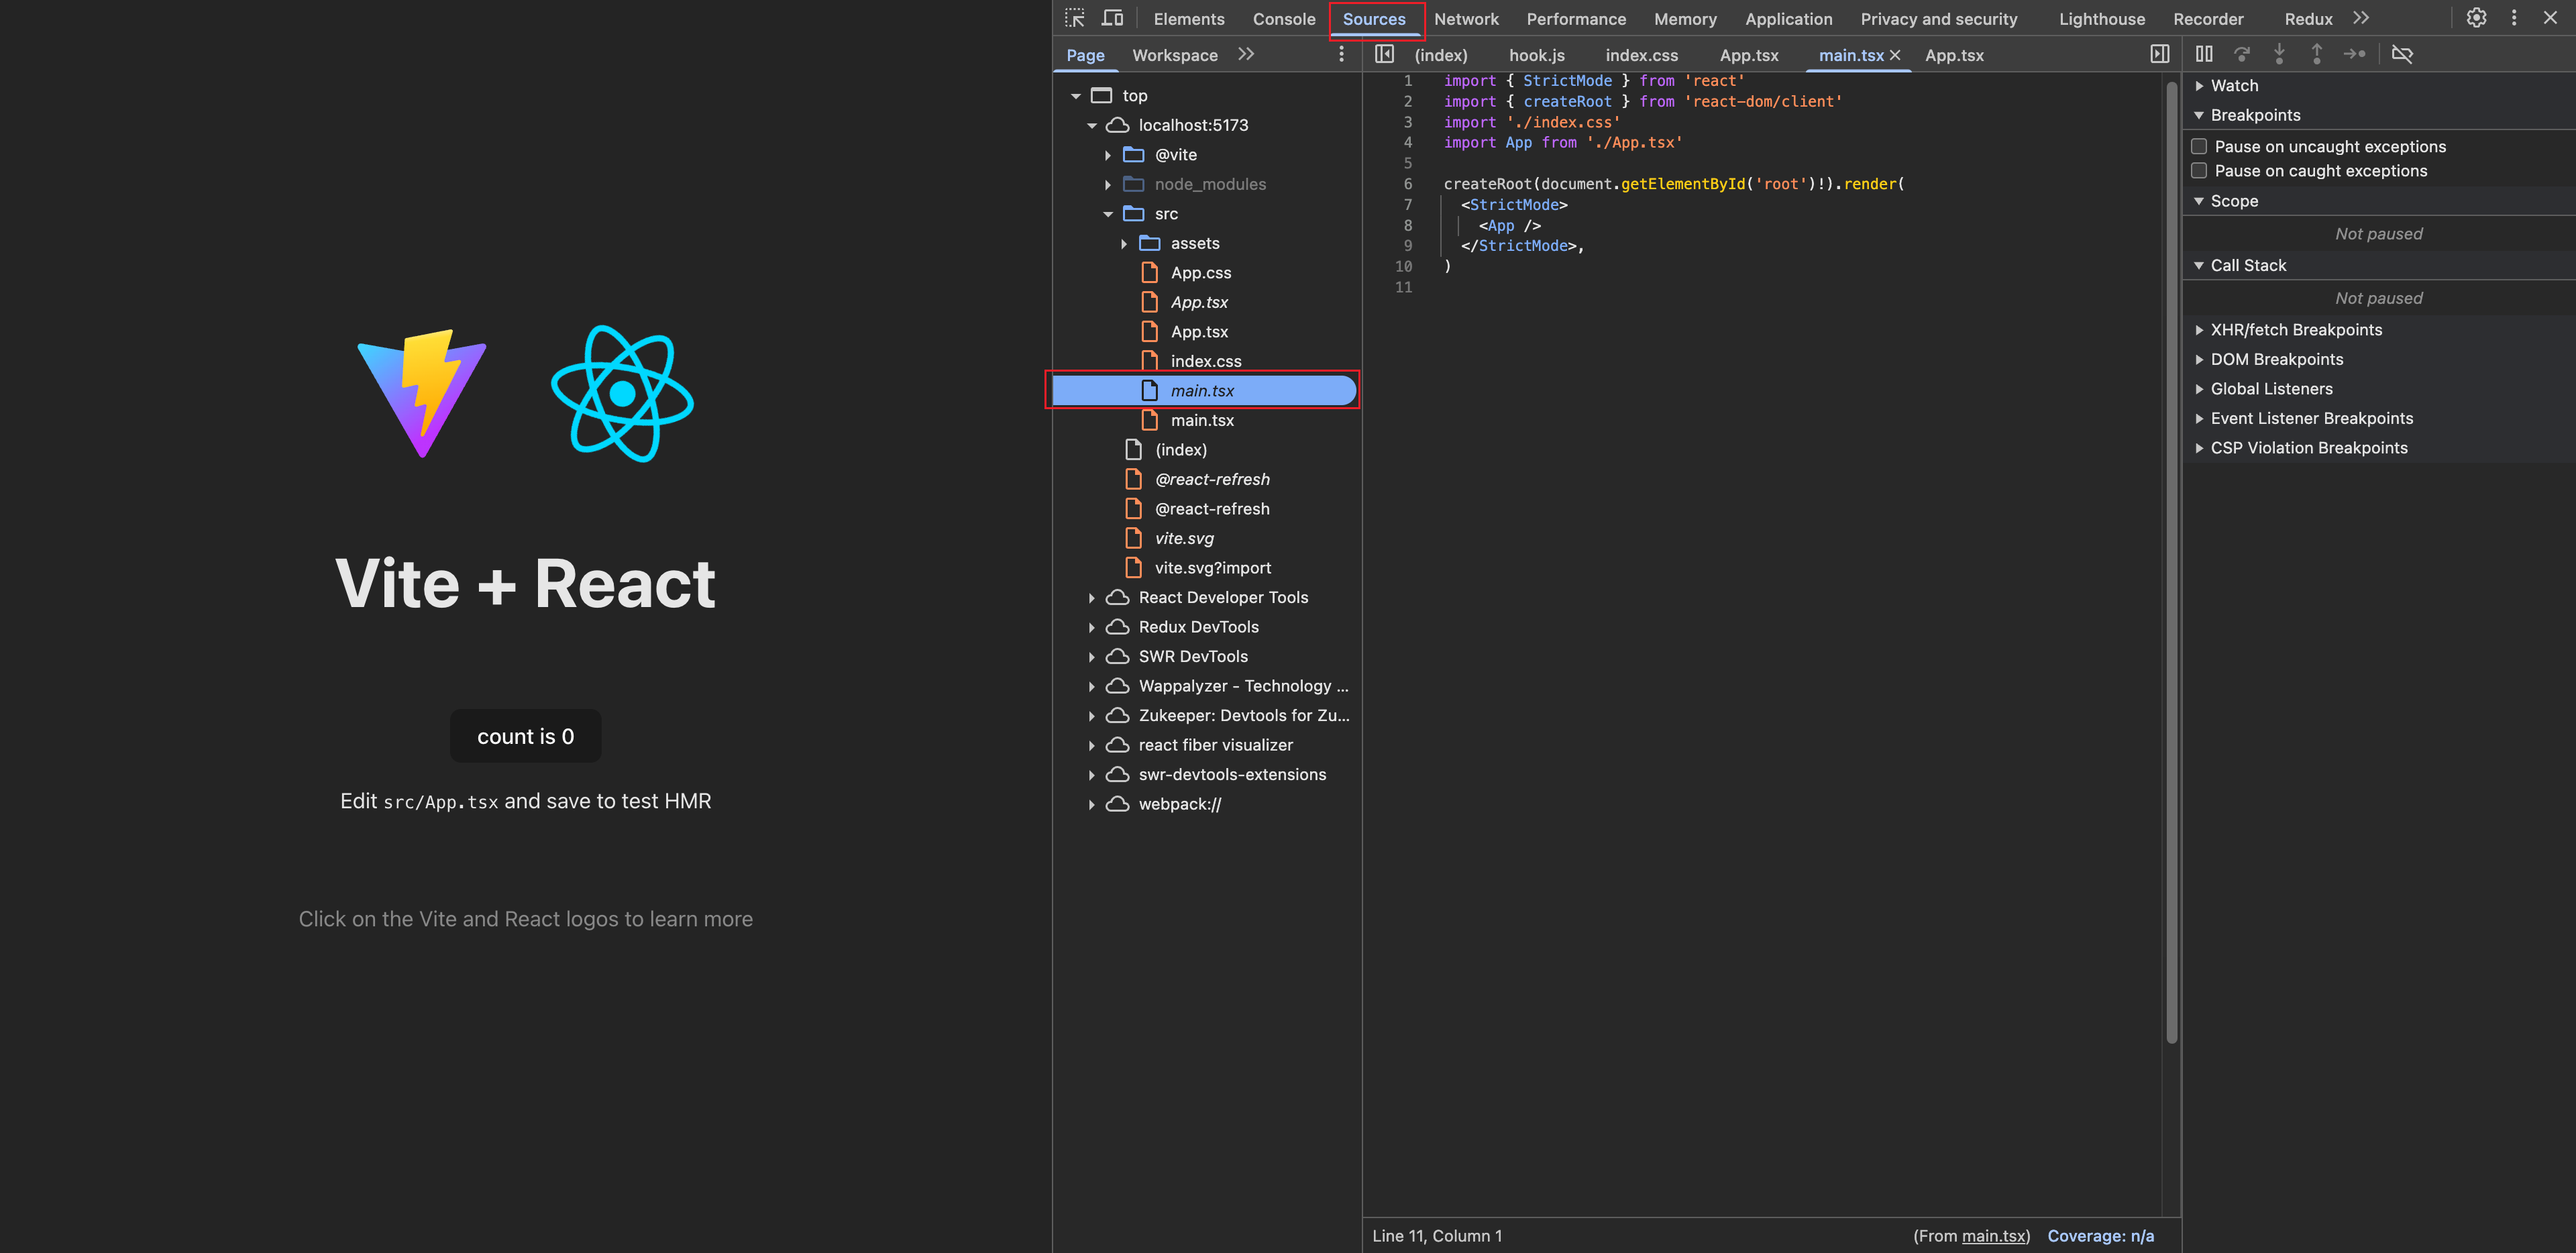 Vite + React
count is 0
Edit src/App.tsx and save to test HMR
Click on the Vite and React logos to learn more
Elements Console Sources Network Performance Memory Application Privacy and security Lighthouse Recorder Redux
Page Workspace
top
localhost:5173
@vite
node_modules
src
assets
App.css
App.tsx
App.tsx
index.css
main.tsx
main.tsx
(index)
@react-refresh
@react-refresh
vite.svg
vite.svg?import
React Developer Tools
Redux DevTools
SWR DevTools
Wappalyzer - Technology ...
Zukeeper: Devtools for Zu...
react fiber visualizer
swr-devtools-extensions
webpack://
(index) hook.js index.css App.tsx main.tsx App.tsx
1 import { StrictMode } from 'react'
2 import { createRoot } from 'react-dom/client'
3 import './index.css'
4 import App from './App.tsx'
5
6 createRoot(document.getElementById('root')!).render(
7 <StrictMode>
8 <App />
9 </StrictMode>,
10 )
11
Line 11, Column 1 (From main.tsx) Coverage: n/a
Watch
Breakpoints
Pause on uncaught exceptions
Pause on caught exceptions
Scope
Not paused
Call Stack
Not paused
XHR/fetch Breakpoints
DOM Breakpoints
Global Listeners
Event Listener Breakpoints
CSP Violation Breakpoints